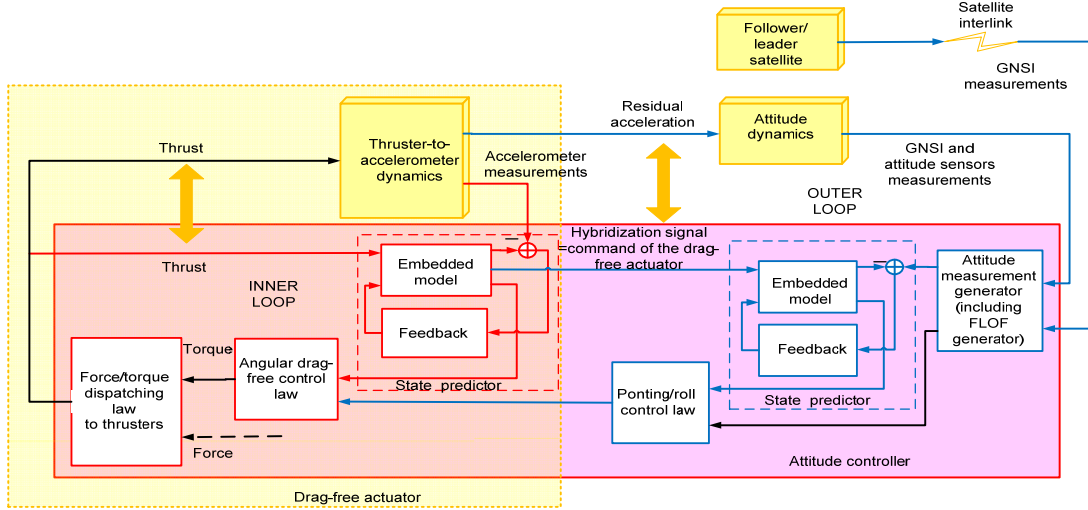 Follower/
leader
satellite
Satellite
interlink
GNSI
measurements
Thrust
Thruster-to-
accelerometer
dynamics
Accelerometer
measurements
Residual
acceleration
Attitude
dynamics
GNSI and
attitude sensors
measurements
OUTER
LOOP
Thrust
INNER
LOOP
Embedded
model
Feedback
State predictor
Hybridization signal
=command of the drag-
free actuator
Embedded
model
Feedback
State predictor
Attitude
measurement
generator
(including
FLOF
generator)
Force/torque
dispatching
law
to thrusters
Torque
Angular drag-
free control
law
Force
Ponting/roll
control law
Attitude controller
Drag-free actuator